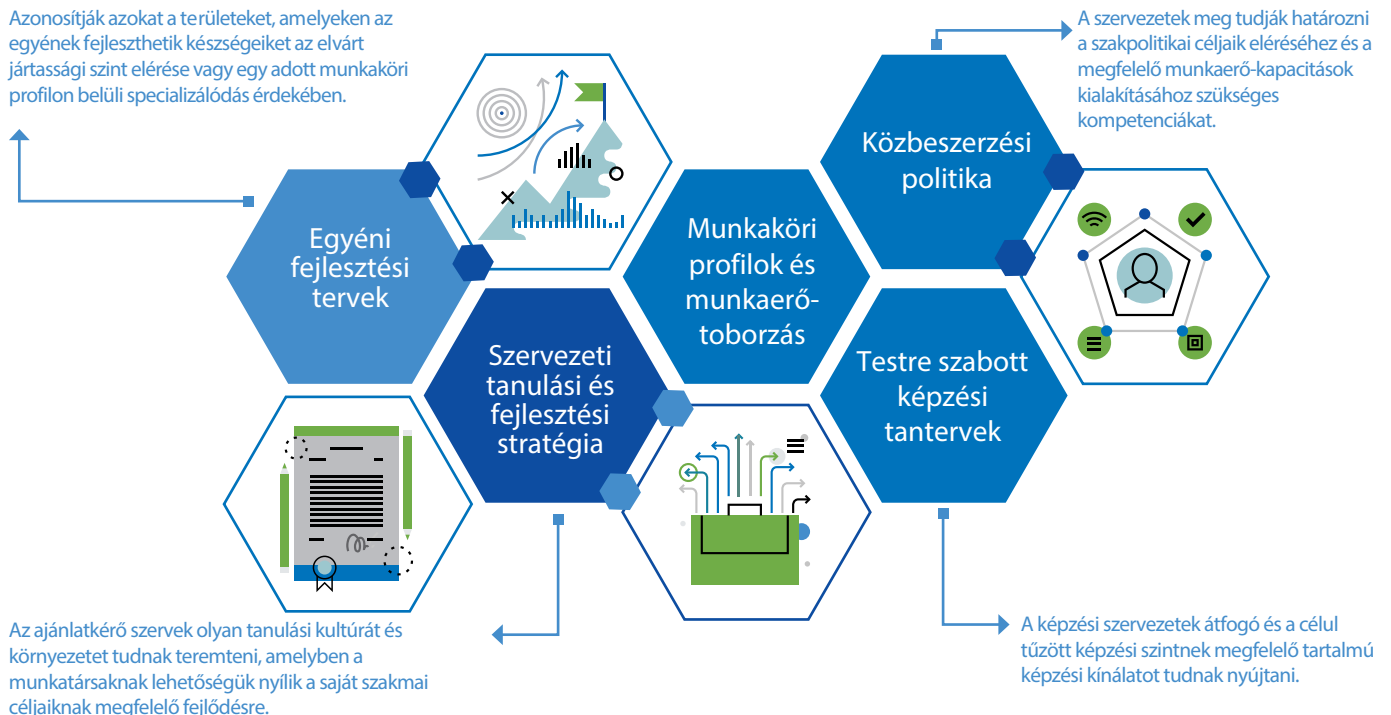 Azonosítják azokat a területeket, amelyeken az
egyének fejleszthetik készségeiket az elvárt
jártassági szint elérése vagy egy adott munkaköri
profilon belüli specializálódás érdekében.
A szervezetek meg tudják határozni
a szakpolitikai céljaik eléréséhez és a
megfelelő munkaerő-kapacitások
kialakításához szükséges
kompetenciákat.
Egyéni
fejlesztési
tervek
Szervezeti
tanulási és
fejlesztési
stratégia
Munkaköri
profilok és
munkaerő-
toborzás
Közbeszerzési
politika
Testre szabott
képzési
tantervek
Az ajánlatkérő szervek olyan tanulási kultúrát és
környezetet tudnak teremteni, amelyben a
munkatársaknak lehetőségük nyílik a saját szakmai
céljaiknak megfelelő fejlődésre.
A képzési szervezetek átfogó és a célul
tűzött képzési szintnek megfelelő tartalmú
képzési kínálatot tudnak nyújtani.